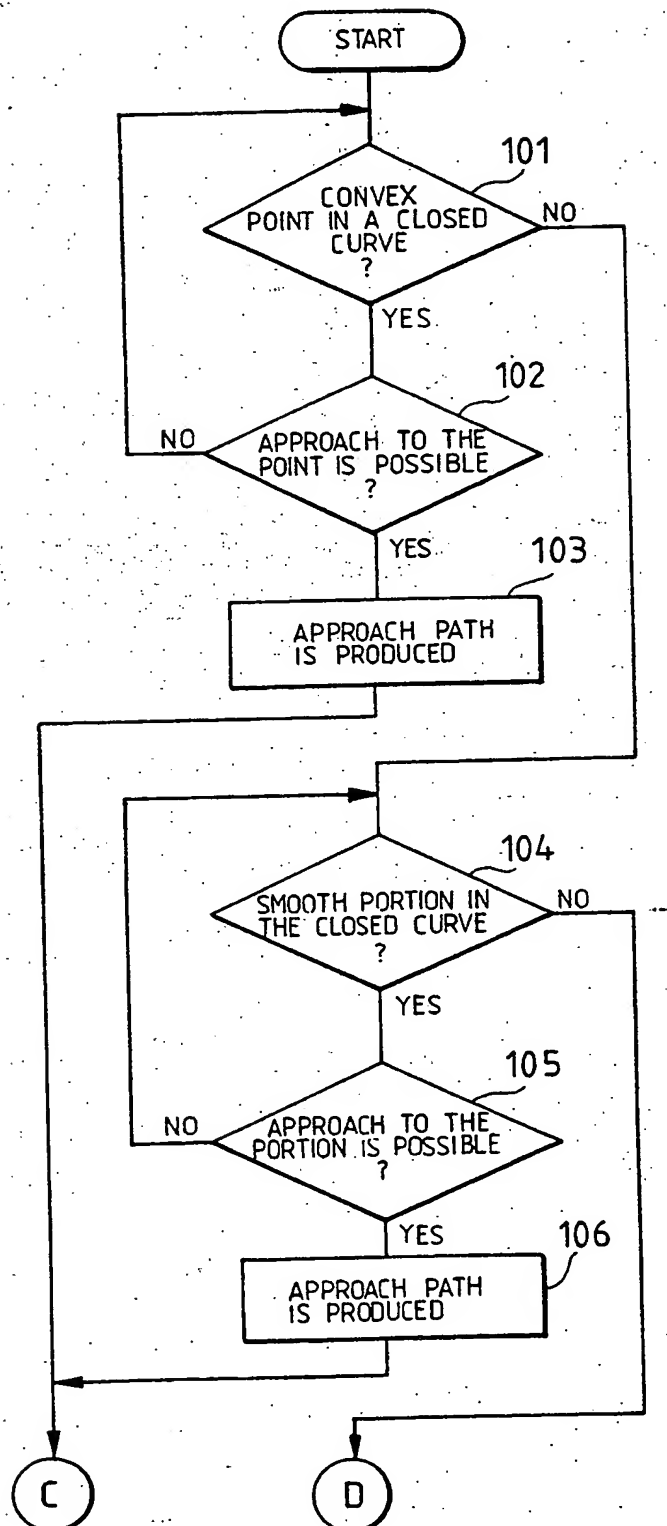 START
101
CONVEX
POINT IN A CLOSED
CURVE
?
NO
YES
102
NO
APPROACH TO THE
POINT IS POSSIBLE
?
YES
103
APPROACH PATH
IS PRODUCED
104
SMOOTH PORTION IN
THE CLOSED CURVE
?
NO
YES
105
NO
APPROACH TO THE
PORTION IS POSSIBLE
?
YES
106
APPROACH PATH
IS PRODUCED
C
D